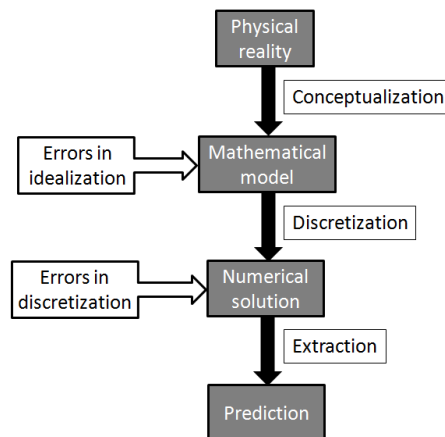 Physical
reality
Conceptualization
Errors in
idealization
Mathematical
model
Discretization
Errors in
discretization
Numerical
solution
Extraction
Prediction